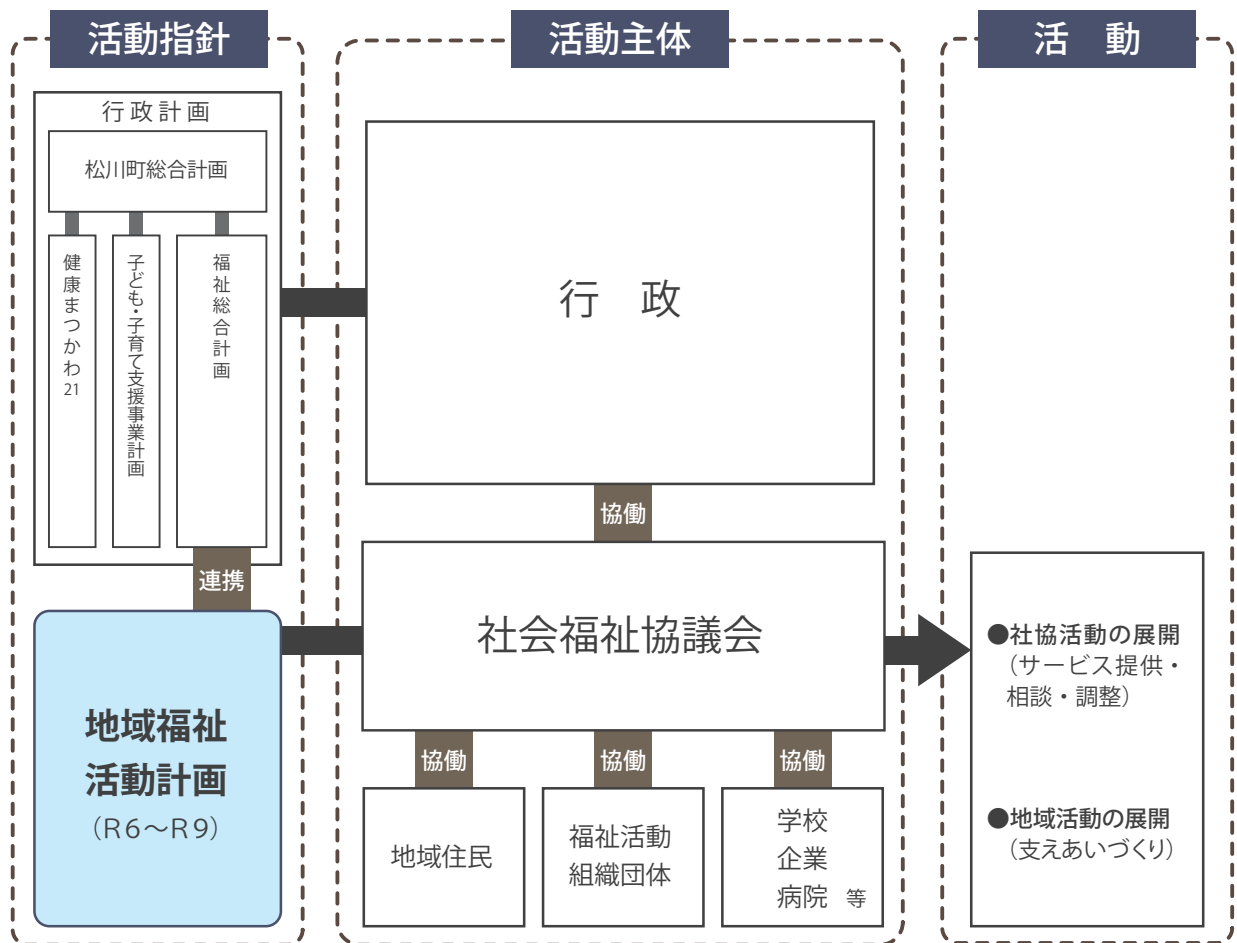 活動指針
行政計画
松川町総合計画
健康まつかわ21
子ども・子育て支援事業計画
福祉総合計画
連携
地域福祉
活動計画
（R6～R9）
活動主体
行　政
協働
社会福祉協議会
協働
協働
協働
地域住民
福祉活動
組織団体
学校
企業
病院 等
活　動
●社協活動の展開
（サービス提供・
相談・調整）
●地域活動の展開
（支えあいづくり）